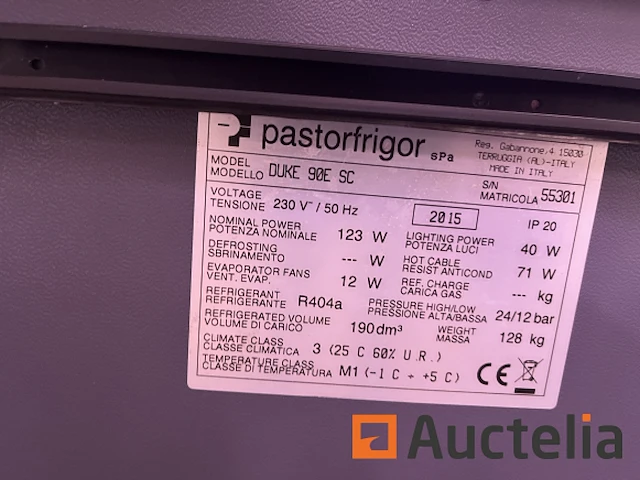 pastorfrigor spa
Reg. Gabannone,4 15030
TERRUGGIA (AL)-ITALY
MADE IN ITALY
MODEL
MODELLO DUKE 90E SC
S/N
MATRICOLA 55301
VOLTAGE
TENSIONE 230 V~ / 50 Hz
2015
IP 20
NOMINAL POWER
POTENZA NOMINALE 123 W
LIGHTING POWER
POTENZA LUCI 40 W
DEFROSTING
SBRINAMENTO --- W
HOT CABLE
RESIST ANTICOND 71 W
EVAPORATOR FANS
VENT. EVAP. 12 W
REF. CHARGE
CARICA GAS --- kg
REFRIGERANT
REFRIGERANTE R404a
PRESSURE HIGH/LOW
PRESSIONE ALTA/BASSA 24/12 bar
REFRIGERATED VOLUME
VOLUME DI CARICO 190 dm³
WEIGHT
MASSA 128 kg
CLIMATE CLASS
CLASSE CLIMATICA 3 (25 C 60% U.R.)
TEMPERATURE CLASS
CLASSE DI TEMPERATURA M1 (-1 C ÷ +5 C)
CE
Auctelia